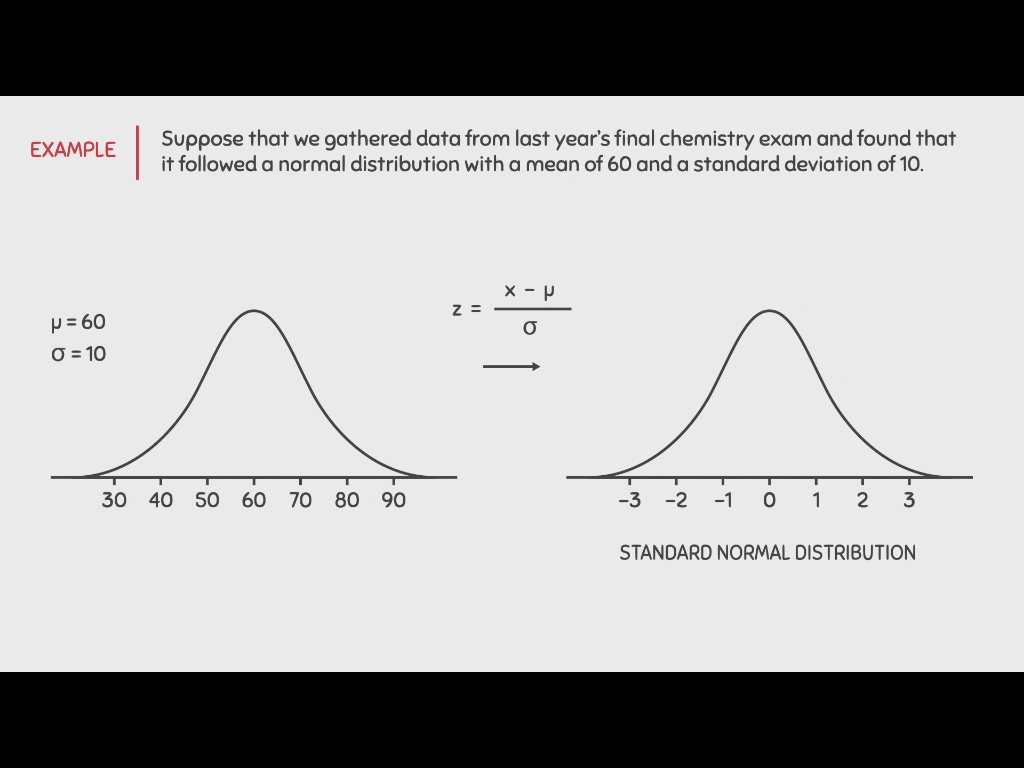 EXAMPLE
Suppose that we gathered data from last year's final chemistry exam and found that
it followed a normal distribution with a mean of 60 and a standard deviation of 10.
μ = 60
σ = 10
z = x − μ
σ
30 40 50 60 70 80 90
−3 −2 −1 0 1 2 3
STANDARD NORMAL DISTRIBUTION